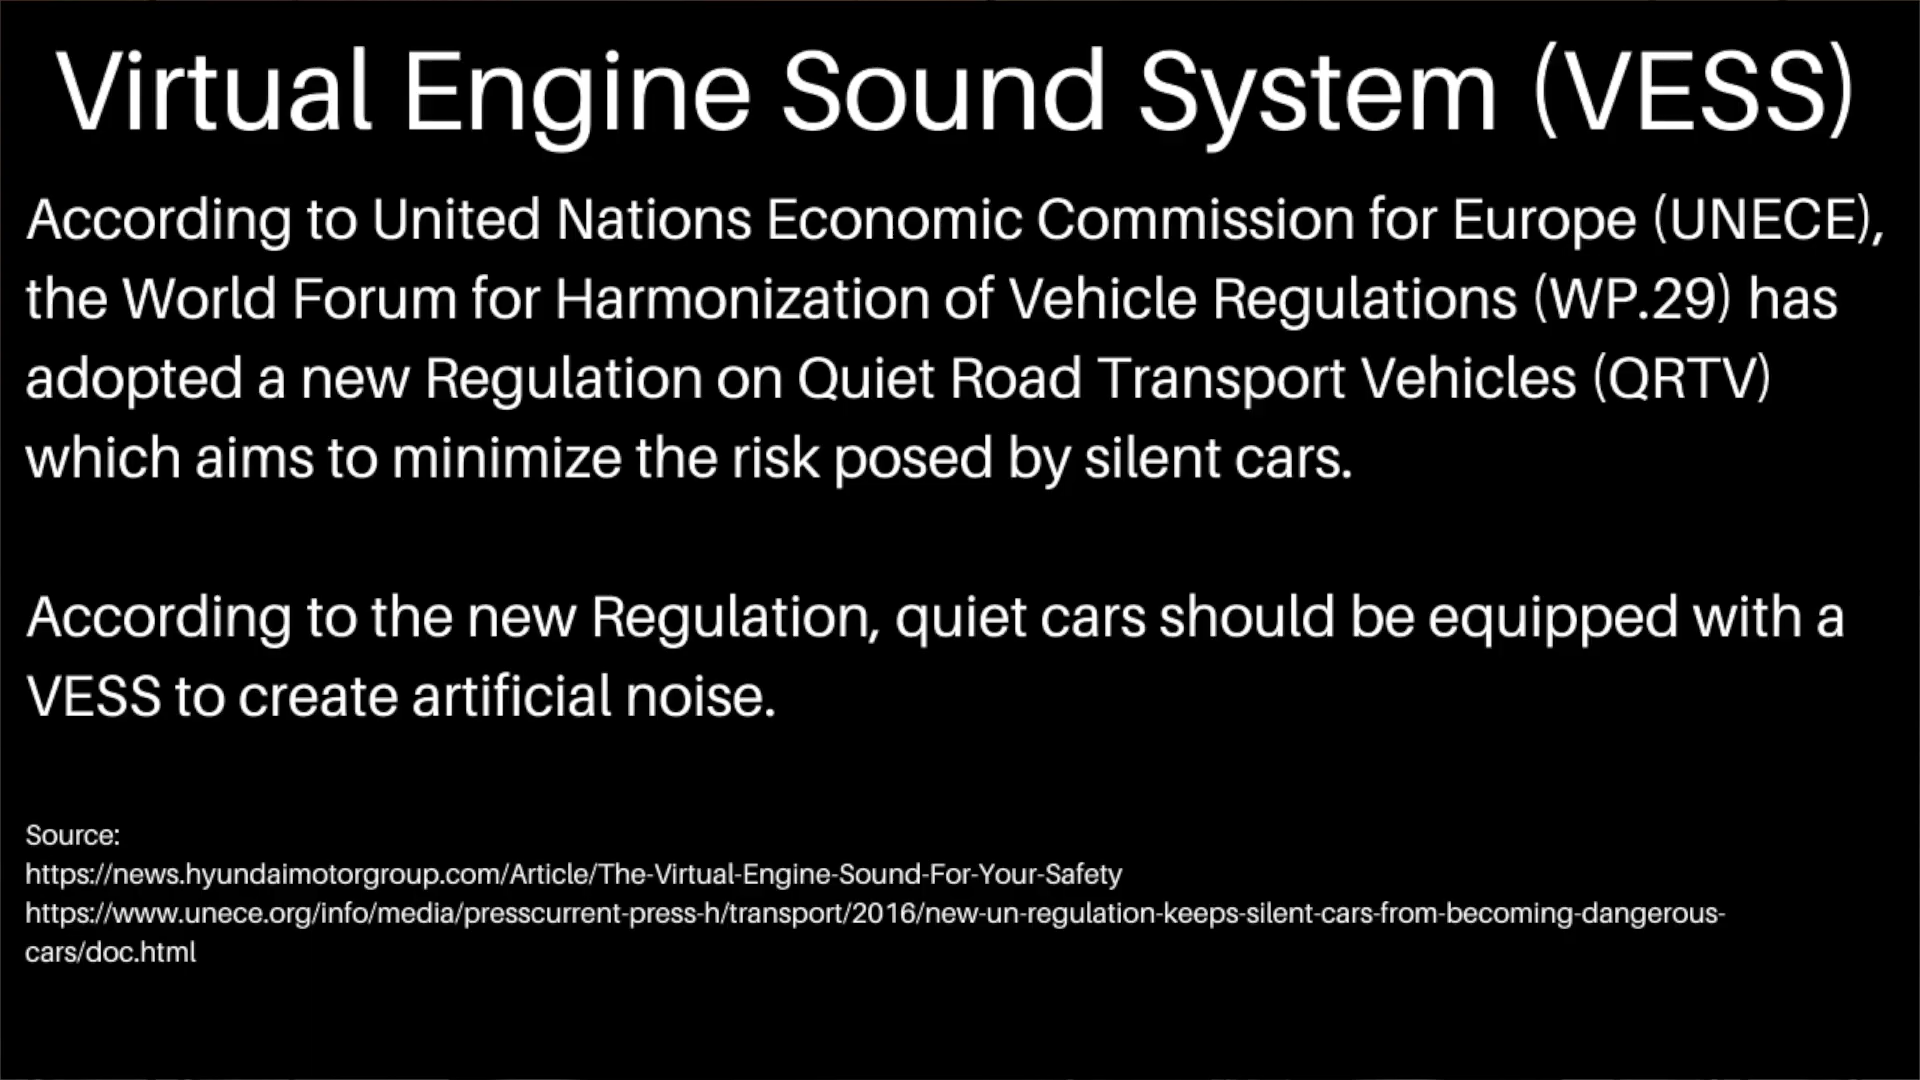 Virtual Engine Sound System (VESS)
According to United Nations Economic Commission for Europe (UNECE),
the World Forum for Harmonization of Vehicle Regulations (WP.29) has
adopted a new Regulation on Quiet Road Transport Vehicles (QRTV)
which aims to minimize the risk posed by silent cars.
According to the new Regulation, quiet cars should be equipped with a
VESS to create artificial noise.
Source:
https://news.hyundaimotorgroup.com/Article/The-Virtual-Engine-Sound-For-Your-Safety
https://www.unece.org/info/media/presscurrent-press-h/transport/2016/new-un-regulation-keeps-silent-cars-from-becoming-dangerous-
cars/doc.html